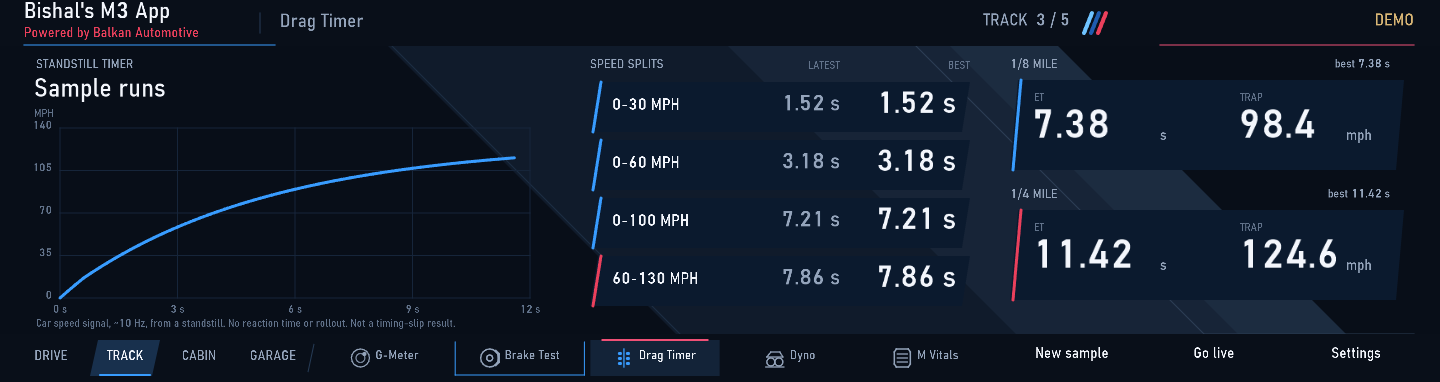 Bishal's M3 App
Powered by Balkan Automotive
Drag Timer
TRACK 3 / 5
DEMO
STANDSTILL TIMER
Sample runs
MPH
140
105
70
35
0
0 s 3 s 6 s 9 s 12 s
Car speed signal, ~10 Hz, from a standstill. No reaction time or rollout. Not a timing-slip result.
SPEED SPLITS LATEST BEST
0-30 MPH 1.52 s 1.52 s
0-60 MPH 3.18 s 3.18 s
0-100 MPH 7.21 s 7.21 s
60-130 MPH 7.86 s 7.86 s
1/8 MILE best 7.38 s
ET TRAP
7.38 s 98.4 mph
1/4 MILE best 11.42 s
ET TRAP
11.42 s 124.6 mph
DRIVE TRACK CABIN GARAGE G-Meter Brake Test Drag Timer Dyno M Vitals New sample Go live Settings